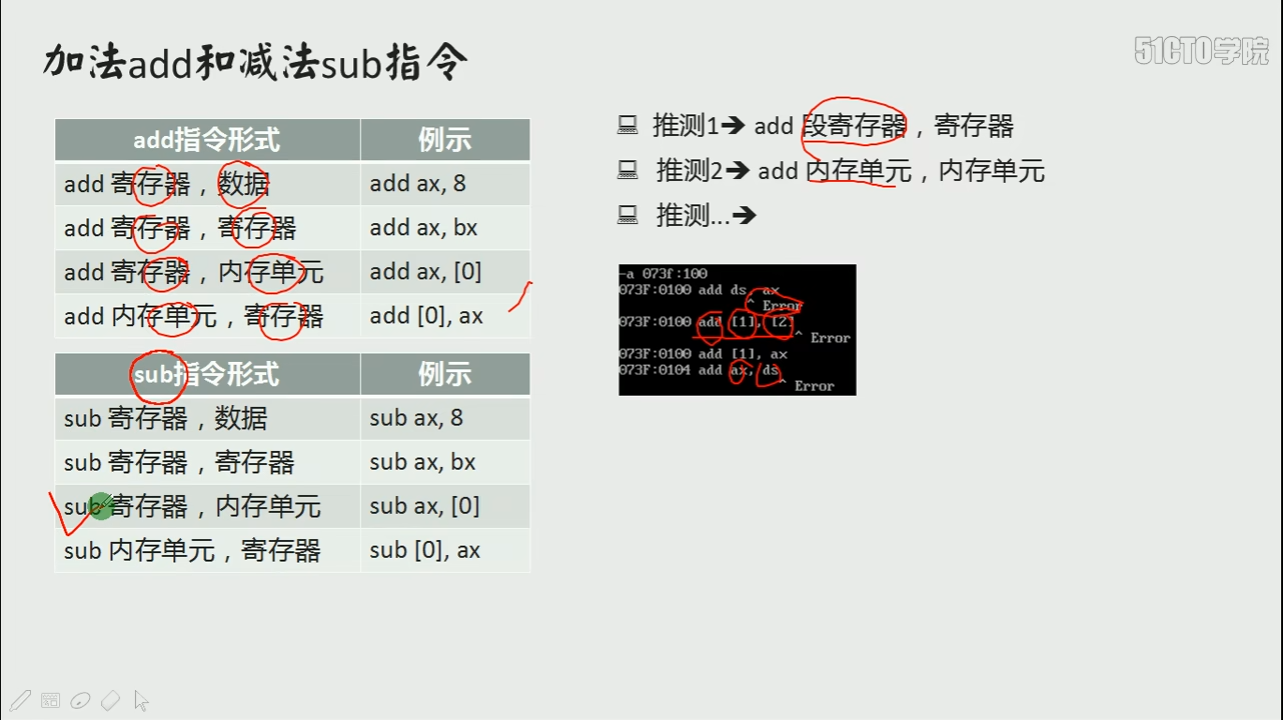 加法add和减法sub指令
51CTO学院
add指令形式 例示
add 寄存器，数据 add ax, 8
add 寄存器，寄存器 add ax, bx
add 寄存器，内存单元 add ax, [0]
add 内存单元，寄存器 add [0], ax
sub指令形式 例示
sub 寄存器，数据 sub ax, 8
sub 寄存器，寄存器 sub ax, bx
sub 寄存器，内存单元 sub ax, [0]
sub 内存单元，寄存器 sub [0], ax
推测1➔ add 段寄存器，寄存器
推测2➔ add 内存单元，内存单元
推测...➔
-a 073f:100
073F:0100 add ds, ax
^ Error
073F:0100 add [1], [2]
^ Error
073F:0100 add [1], ax
073F:0104 add ax, ds
^ Error